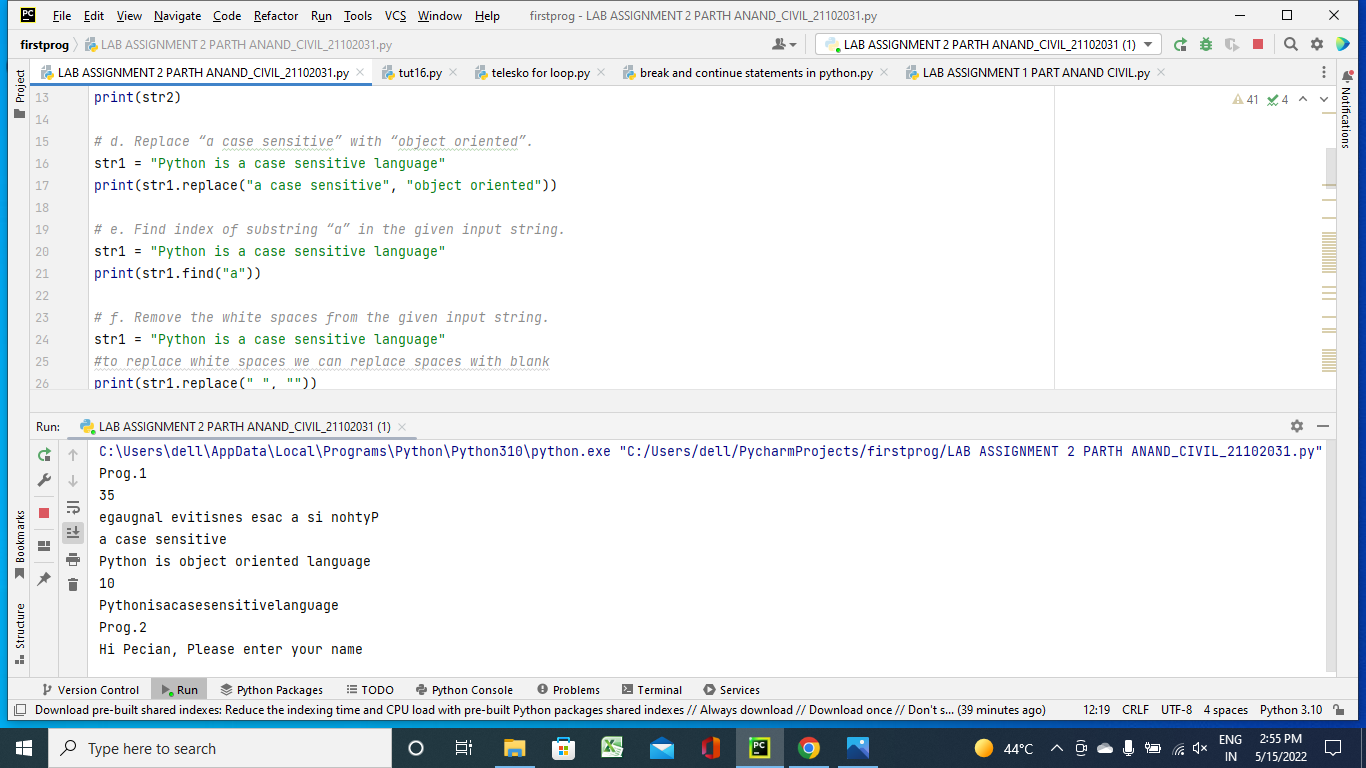 File Edit View Navigate Code Refactor Run Tools VCS Window Help firstprog - LAB ASSIGNMENT 2 PARTH ANAND_CIVIL_21102031.py
firstprog LAB ASSIGNMENT 2 PARTH ANAND_CIVIL_21102031.py LAB ASSIGNMENT 2 PARTH ANAND_CIVIL_21102031 (1)
Project
LAB ASSIGNMENT 2 PARTH ANAND_CIVIL_21102031.py tut16.py telesko for loop.py break and continue statements in python.py LAB ASSIGNMENT 1 PART ANAND CIVIL.py
Notifications
41 4
13 print(str2)
14
15 # d. Replace “a case sensitive” with “object oriented”.
16 str1 = "Python is a case sensitive language"
17 print(str1.replace("a case sensitive", "object oriented"))
18
19 # e. Find index of substring “a” in the given input string.
20 str1 = "Python is a case sensitive language"
21 print(str1.find("a"))
22
23 # f. Remove the white spaces from the given input string.
24 str1 = "Python is a case sensitive language"
25 #to replace white spaces we can replace spaces with blank
26 print(str1.replace(" ", ""))
Run: LAB ASSIGNMENT 2 PARTH ANAND_CIVIL_21102031 (1)
C:\Users\dell\AppData\Local\Programs\Python\Python310\python.exe "C:/Users/dell/PycharmProjects/firstprog/LAB ASSIGNMENT 2 PARTH ANAND_CIVIL_21102031.py"
Prog.1
35
egaugnal evitisnes esac a si nohtyP
a case sensitive
Python is object oriented language
10
Pythonisacasesensitivelanguage
Prog.2
Hi Pecian, Please enter your name
Bookmarks
Structure
Version Control Run Python Packages TODO Python Console Problems Terminal Services
Download pre-built shared indexes: Reduce the indexing time and CPU load with pre-built Python packages shared indexes // Always download // Download once // Don't s... (39 minutes ago) 12:19 CRLF UTF-8 4 spaces Python 3.10
Type here to search 44°C ENG IN 2:55 PM 5/15/2022